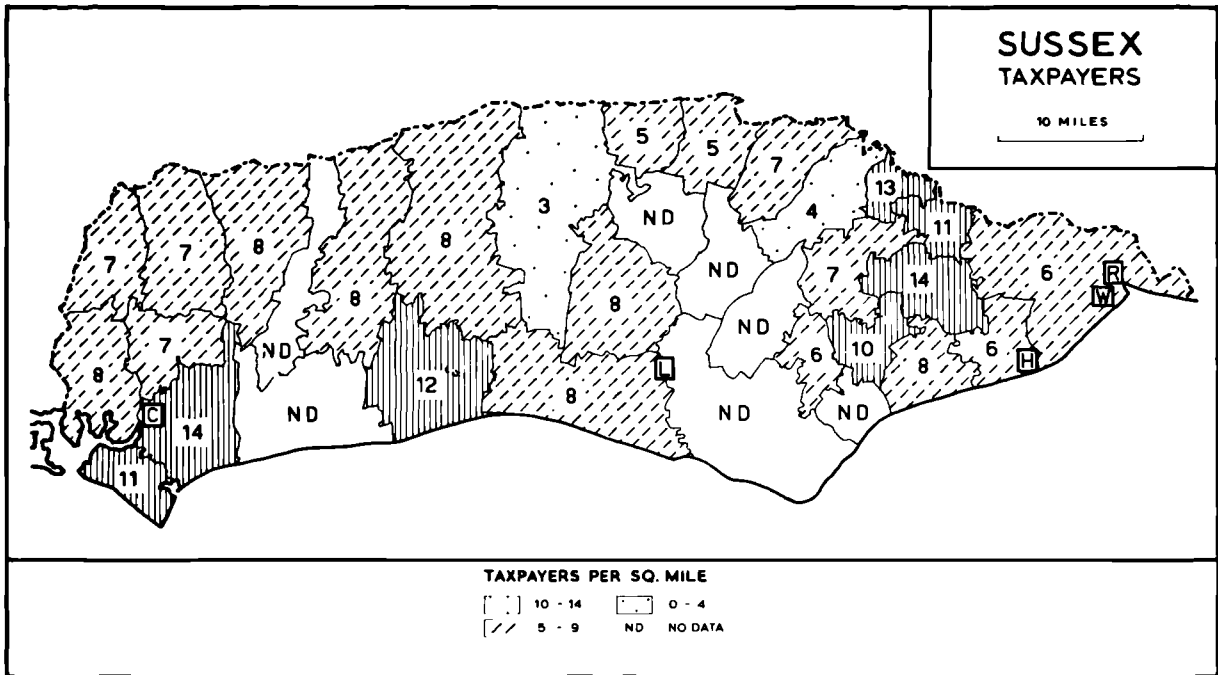 SUSSEX
TAXPAYERS
10 MILES
5
5
7
13
3
ND
4
11
7
7
8
8
8
ND
7
14
6
R
W
8
7
ND
8
ND
6
10
8
6
H
L
12
8
ND
ND
C
14
ND
11
TAXPAYERS PER SQ. MILE
10 - 14 0 - 4
5 - 9 ND NO DATA